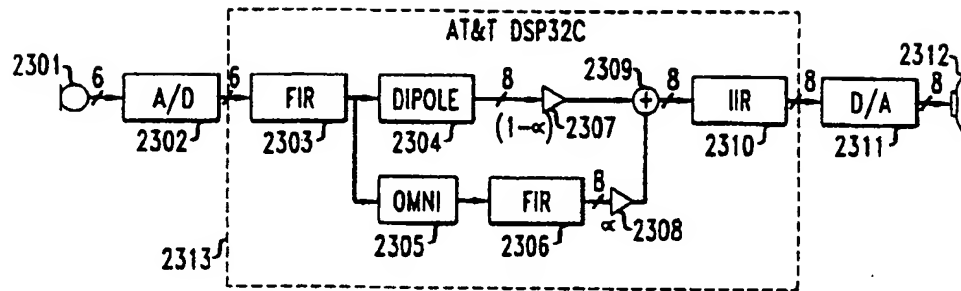 AT&T DSP32C
2301
6
A/D
2302
6
FIR
2303
DIPOLE
2304
8
(1-α)
2307
2309
8
IIR
2310
8
D/A
2311
8
2312
OMNI
2305
FIR
2306
8
α
2308
2313